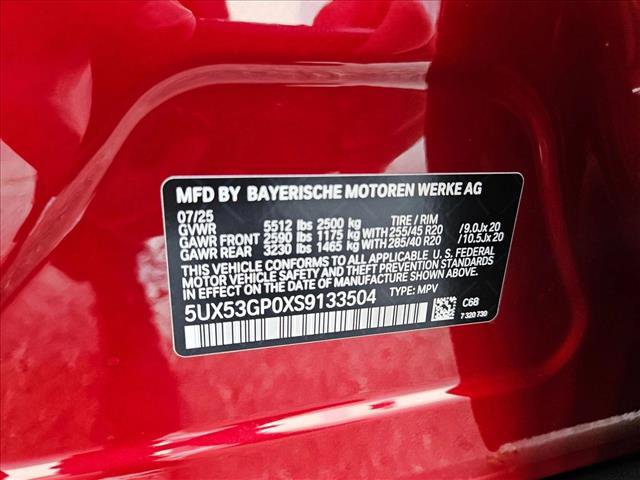 MFD BY BAYERISCHE MOTOREN WERKE AG
07/25 TIRE / RIM
GVWR 5512 lbs 2500 kg
GAWR FRONT 2590 lbs 1175 kg WITH 255/45 R20 /9.0Jx20
GAWR REAR 3230 lbs 1465 kg WITH 285/40 R20 /10.5Jx20
THIS VEHICLE CONFORMS TO ALL APPLICABLE U. S. FEDERAL
MOTOR VEHICLE SAFETY AND THEFT PREVENTION STANDARDS
IN EFFECT ON THE DATE OF MANUFACTURE SHOWN ABOVE.
5UX53GP0XS9133504 TYPE: MPV
C68
7 320 730